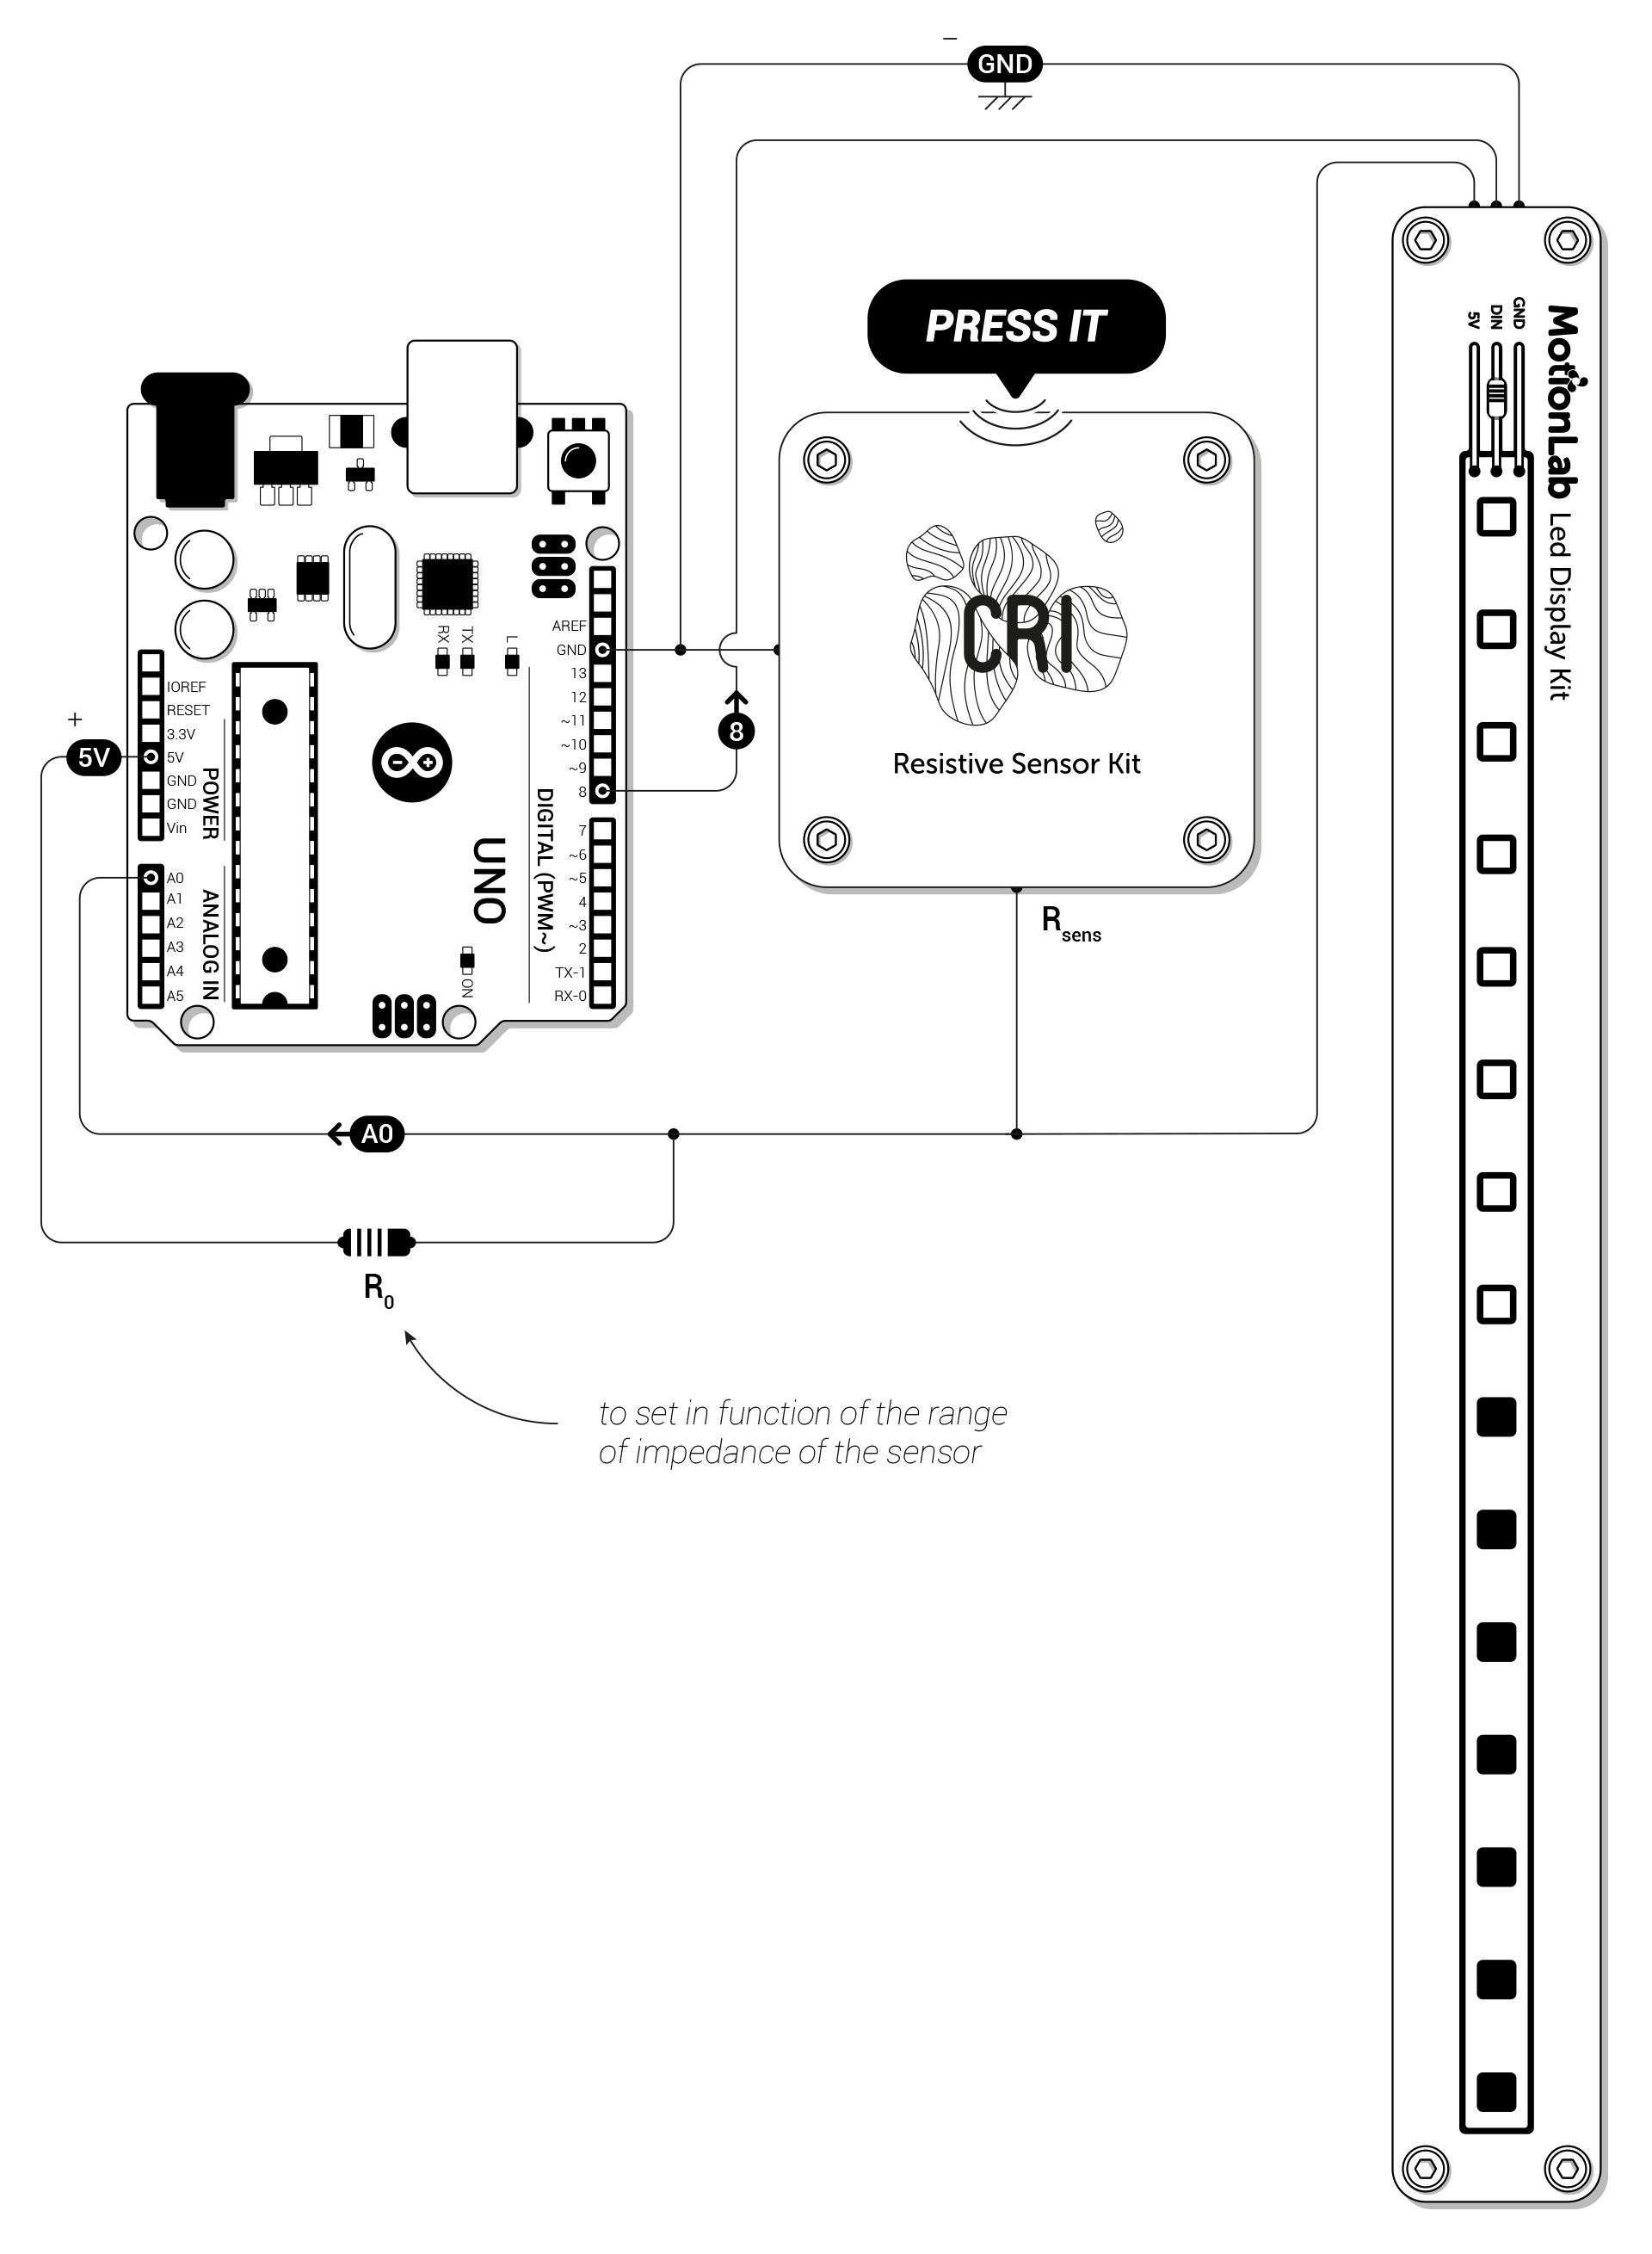 –
GND
PRESS IT
5V
DIN
GND
MotionLab Led Display Kit
CRI
Resistive Sensor Kit
R
sens
+
5V
8
RX
TX
L
AREF
GND
13
12
~11
~10
~9
8
7
~6
~5
4
~3
2
TX-1
RX-0
DIGITAL (PWM~)
IOREF
RESET
3.3V
5V
GND
GND
Vin
POWER
A0
A1
A2
A3
A4
A5
ANALOG IN
UNO
ON
A0
R
0
to set in function of the range
of impedance of the sensor